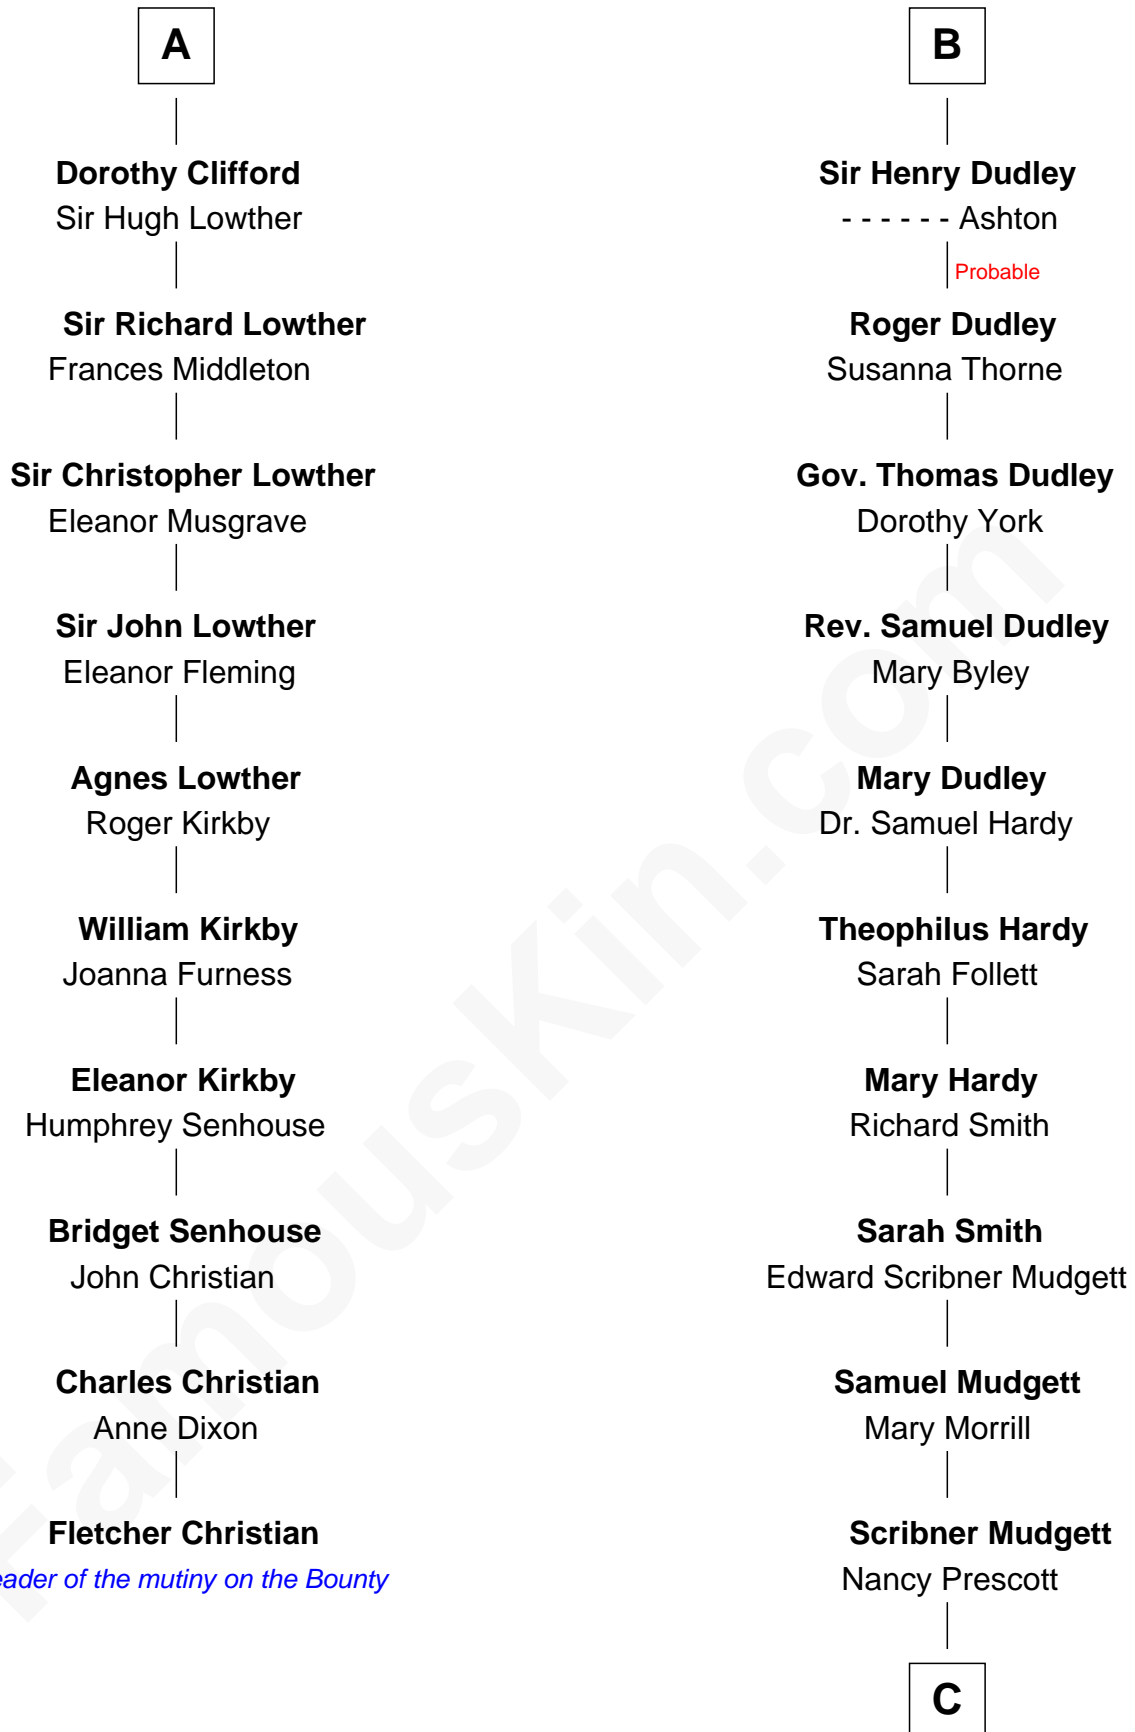 A
Dorothy Clifford
Sir Hugh Lowther
Sir Richard Lowther
Frances Middleton
Sir Christopher Lowther
Eleanor Musgrave
Sir John Lowther
Eleanor Fleming
Agnes Lowther
Roger Kirkby
William Kirkby
Joanna Furness
Eleanor Kirkby
Humphrey Senhouse
Bridget Senhouse
John Christian
Charles Christian
Anne Dixon
Fletcher Christian
eader of the mutiny on the Bounty
B
Sir Henry Dudley
- - - - - - Ashton
Probable
Roger Dudley
Susanna Thorne
Gov. Thomas Dudley
Dorothy York
Rev. Samuel Dudley
Mary Byley
Mary Dudley
Dr. Samuel Hardy
Theophilus Hardy
Sarah Follett
Mary Hardy
Richard Smith
Sarah Smith
Edward Scribner Mudgett
Samuel Mudgett
Mary Morrill
Scribner Mudgett
Nancy Prescott
C
FamousKin.com